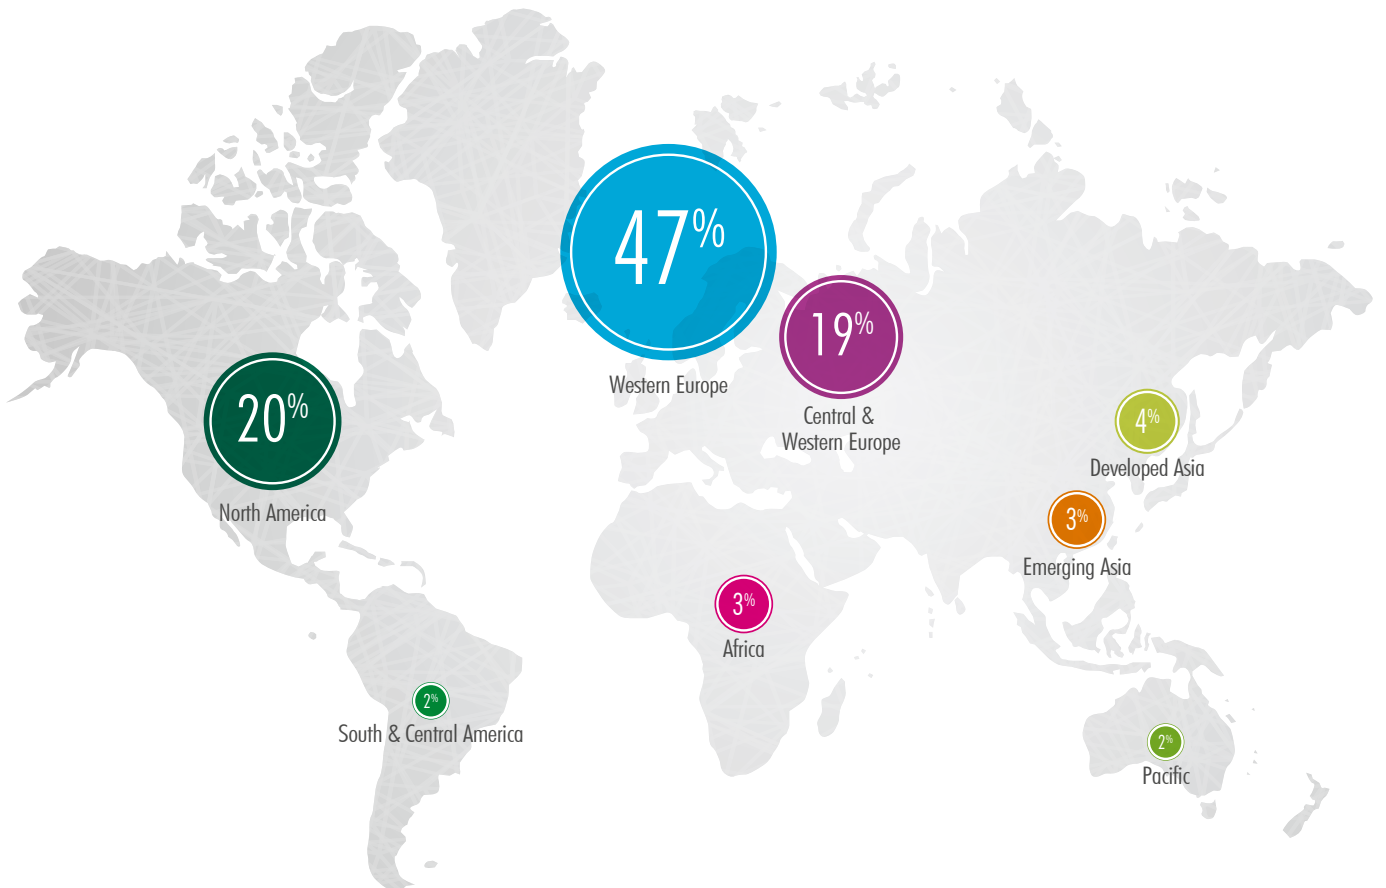 47%
Western Europe
19%
Central &
Western Europe
20%
North America
4%
Developed Asia
3%
Emerging Asia
3%
Africa
2%
South & Central America
2%
Pacific